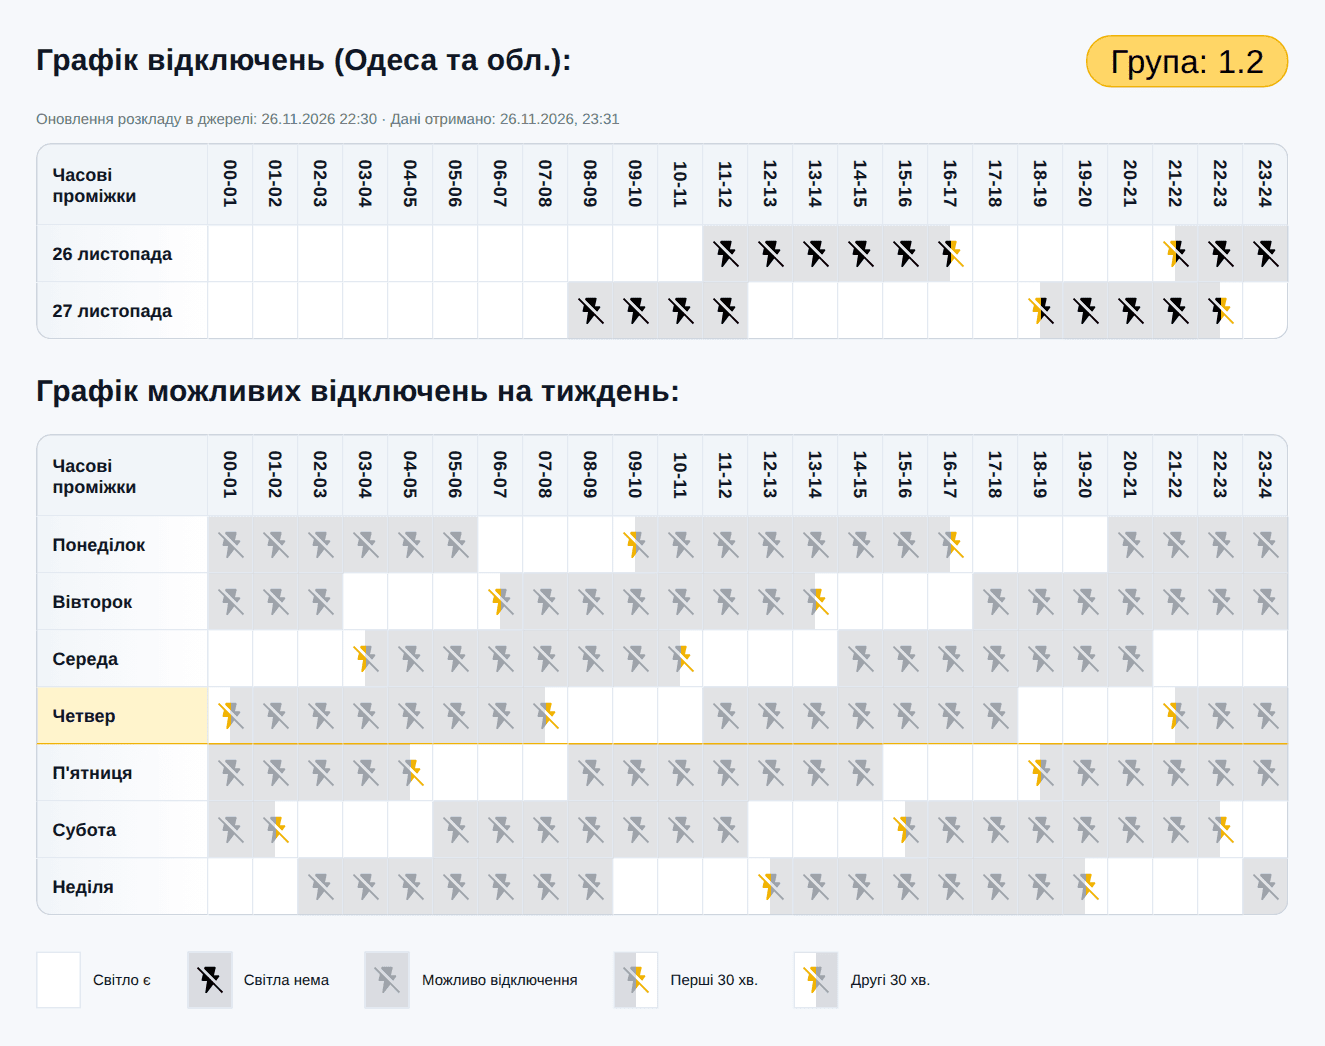 Графік відключень (Одеса та обл.):
Група: 1.2
Оновлення розкладу в джерелі: 26.11.2026 22:30 · Дані отримано: 26.11.2026, 23:31
Часові
проміжки
00-01 01-02 02-03 03-04 04-05 05-06 06-07 07-08 08-09 09-10 10-11 11-12 12-13 13-14 14-15 15-16 16-17 17-18 18-19 19-20 20-21 21-22 22-23 23-24
26 листопада
27 листопада
Графік можливих відключень на тиждень:
Часові
проміжки
00-01 01-02 02-03 03-04 04-05 05-06 06-07 07-08 08-09 09-10 10-11 11-12 12-13 13-14 14-15 15-16 16-17 17-18 18-19 19-20 20-21 21-22 22-23 23-24
Понеділок
Вівторок
Середа
Четвер
П'ятниця
Субота
Неділя
Світло є
Світла нема
Можливо відключення
Перші 30 хв.
Другі 30 хв.